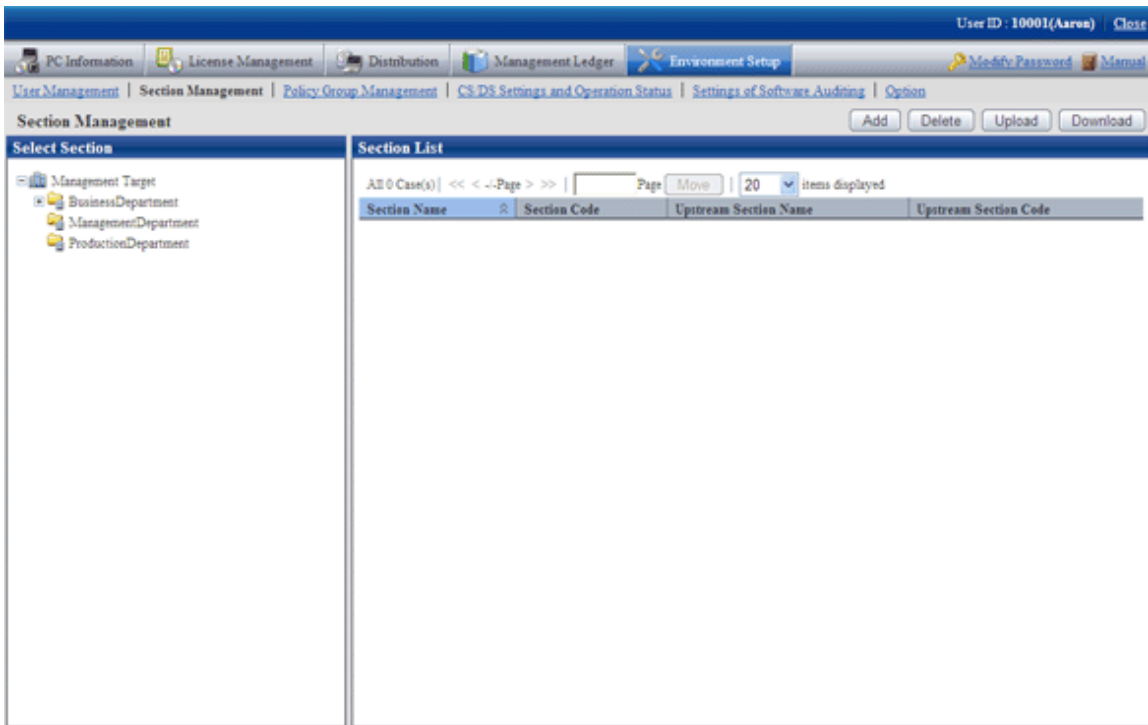 User ID : 10001(Aaron) Close
PC Information License Management Distribution Management Ledger Environment Setup Modify Password Manual
User Management | Section Management | Policy Group Management | CS/DS Settings and Operation Status | Settings of Software Auditing | Option
Section Management Add Delete Upload Download
Select Section
Management Target
BusinessDepartment
ManagementDepartment
ProductionDepartment
Section List
All 0 Case(s) | << < -/-Page > >> | Page Move | 20 items displayed
Section Name Section Code Upstream Section Name Upstream Section Code